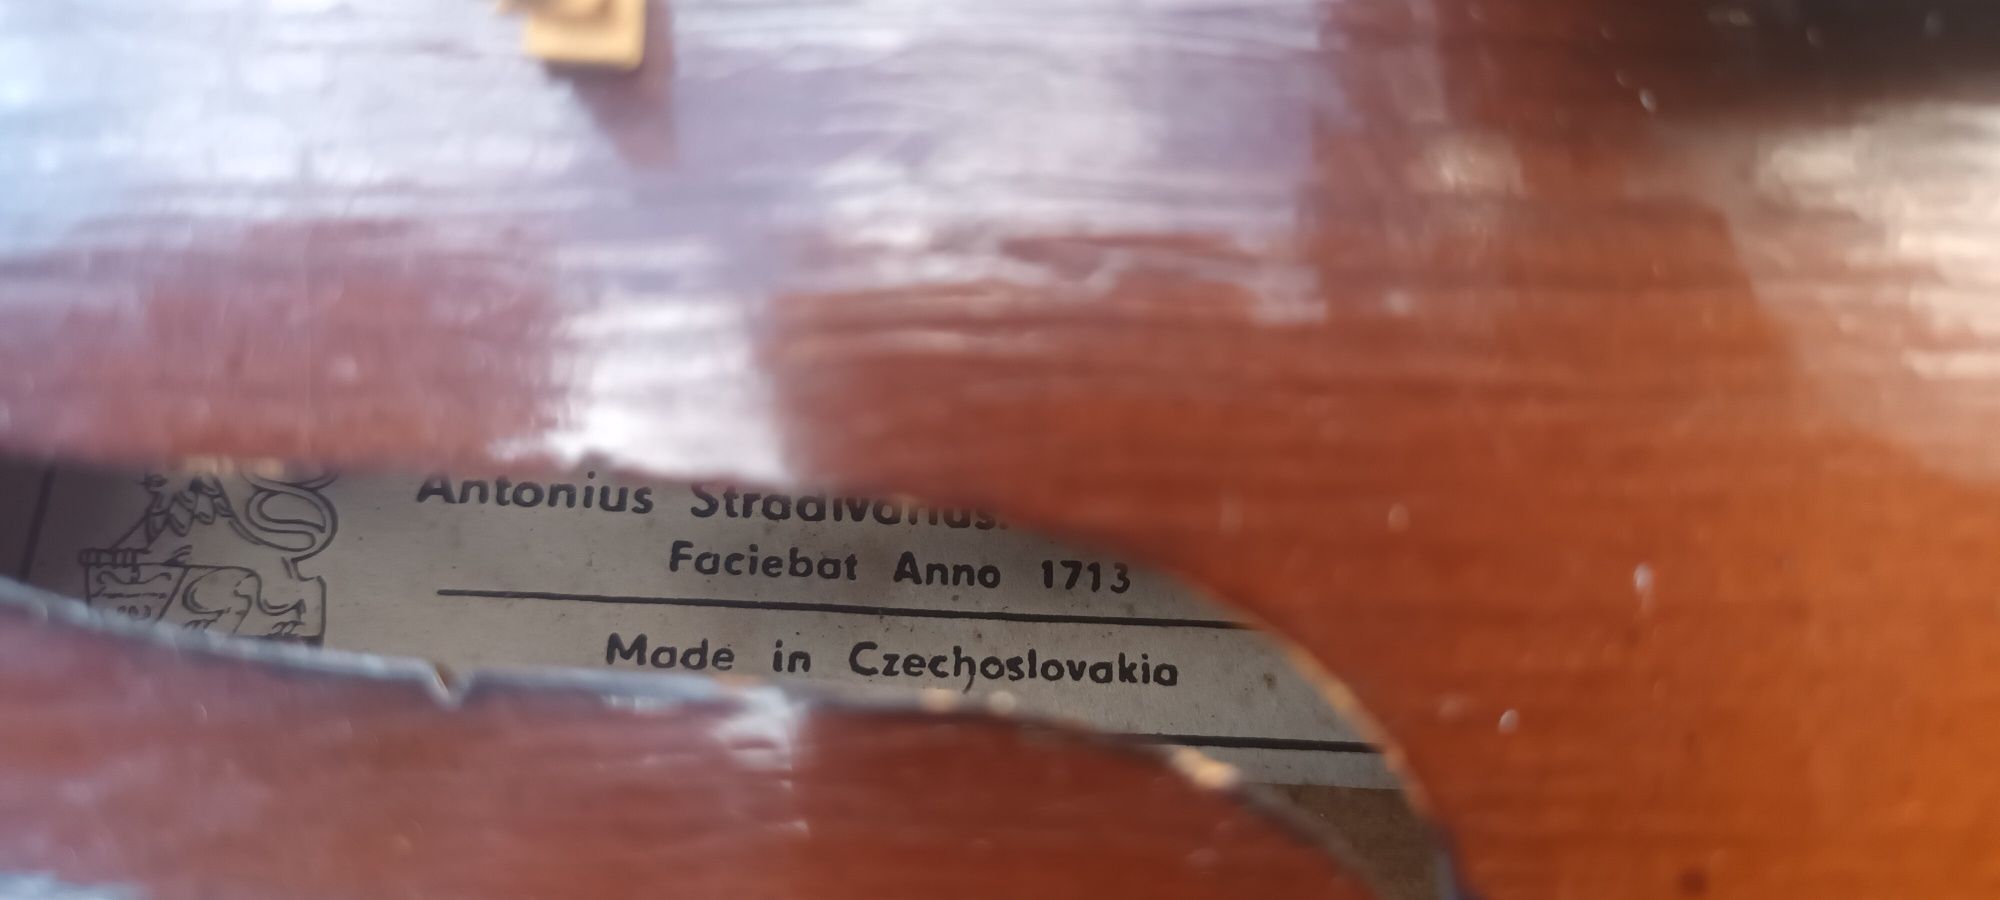 Antonius Stradivarius.
Faciebat Anno 1713
Made in Czechoslovakia